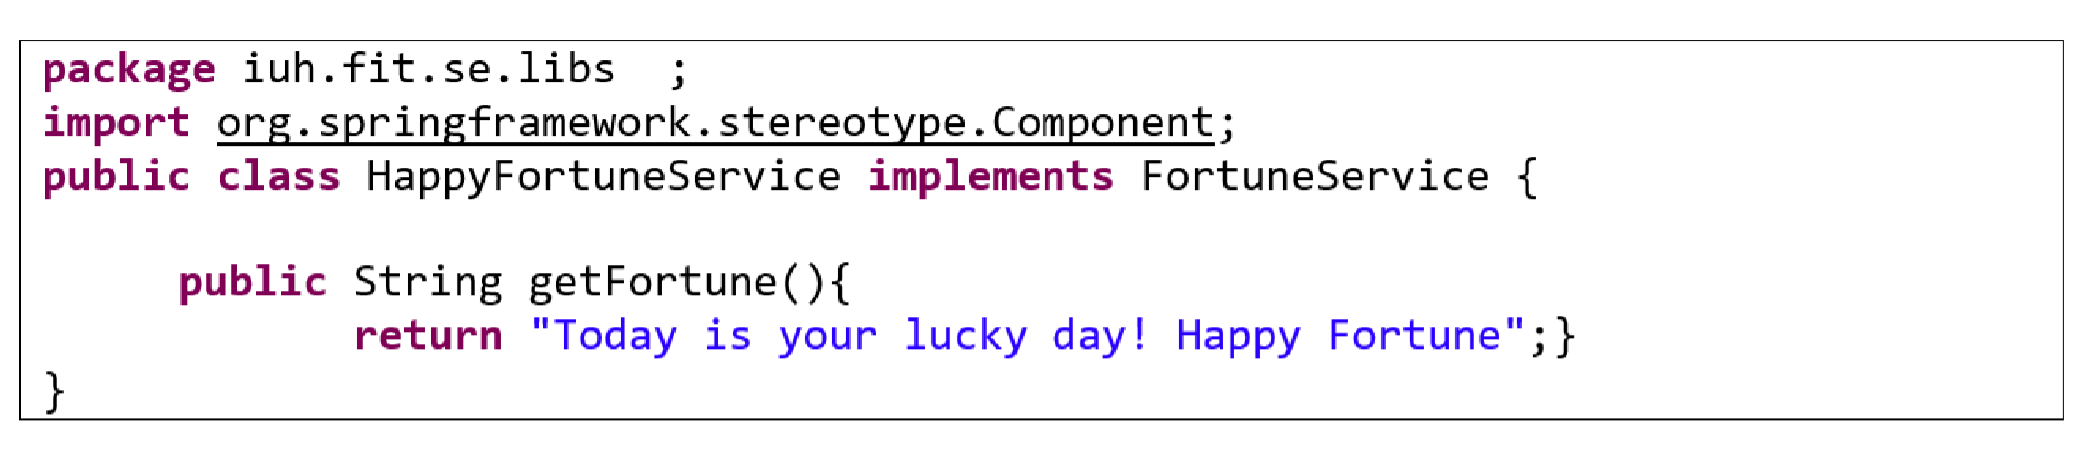 package iuh.fit.se.libs  ;
import org.springframework.stereotype.Component;
public class HappyFortuneService implements FortuneService {
public String getFortune(){
return "Today is your lucky day! Happy Fortune";}
}